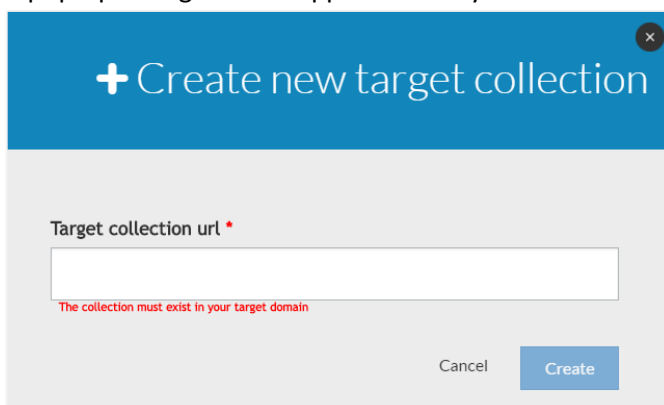 + Create new target collection
Target collection url *
The collection must exist in your target domain
Cancel
Create